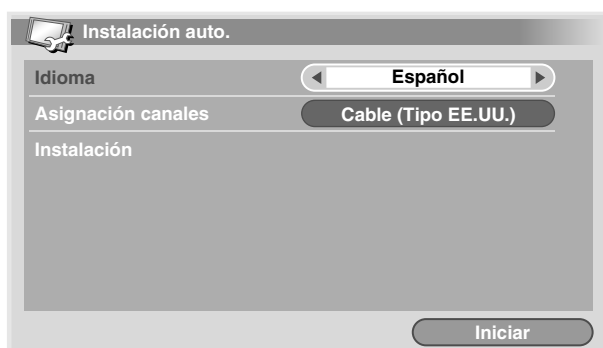 Instalación auto.
Idioma
Español
Asignación canales
Cable (Tipo EE.UU.)
Instalación
Iniciar